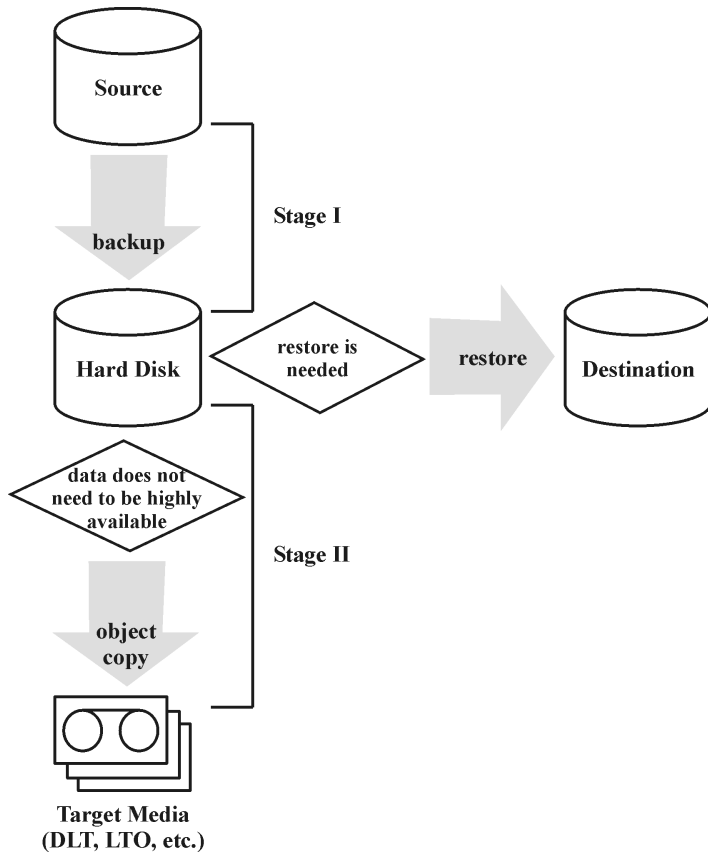 Source
Stage I
backup
Hard Disk
restore is
needed
restore
Destination
data does not
need to be highly
available
Stage II
object
copy
Target Media
(DLT, LTO, etc.)